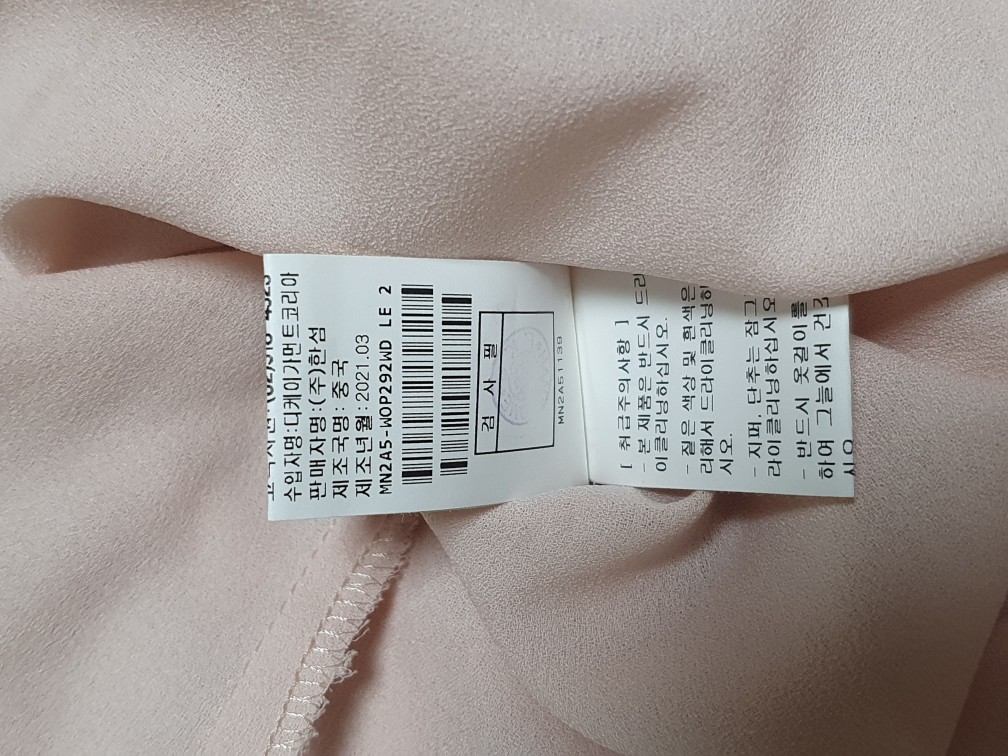 수입자명:디케이가먼트코리아
판매자명:(주)한섬
제조국명: 중국
제조년월:2021.03
MN2A5-WOP292WD LE 2
검 사 필
MN2A51139
[ 취급주의사항 ]
- 본 제품은 반드시 드라
이클리닝하십시오.
- 짙은 색상 및 흰색은
리해서 드라이클리닝하
시오.
- 지퍼, 단추는 잠그
라이클리닝하십시오
- 반드시 옷걸이를
하여 그늘에서 건조
시오